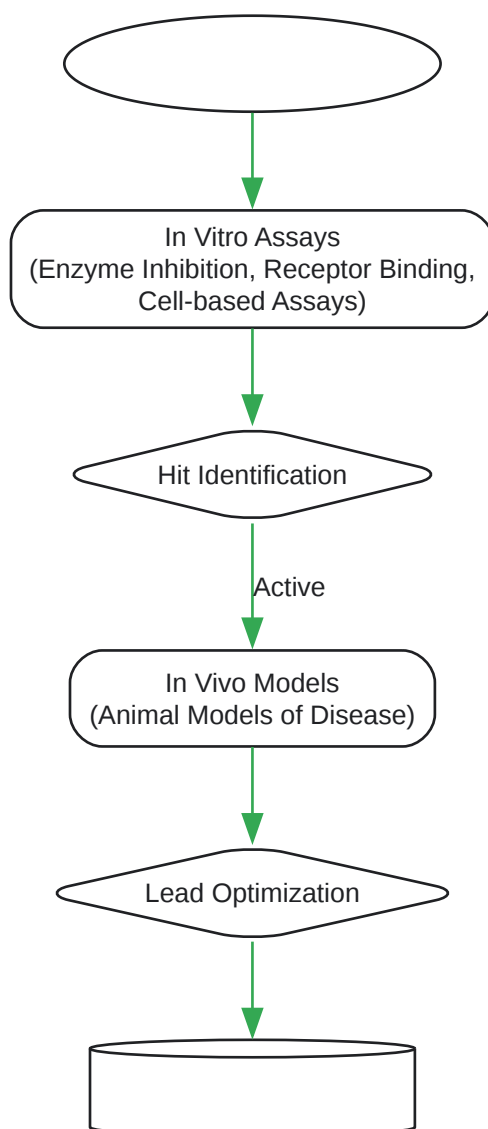 In Vitro Assays
(Enzyme Inhibition, Receptor Binding,
Cell-based Assays)
Hit Identification
Active
In Vivo Models
(Animal Models of Disease)
Lead Optimization